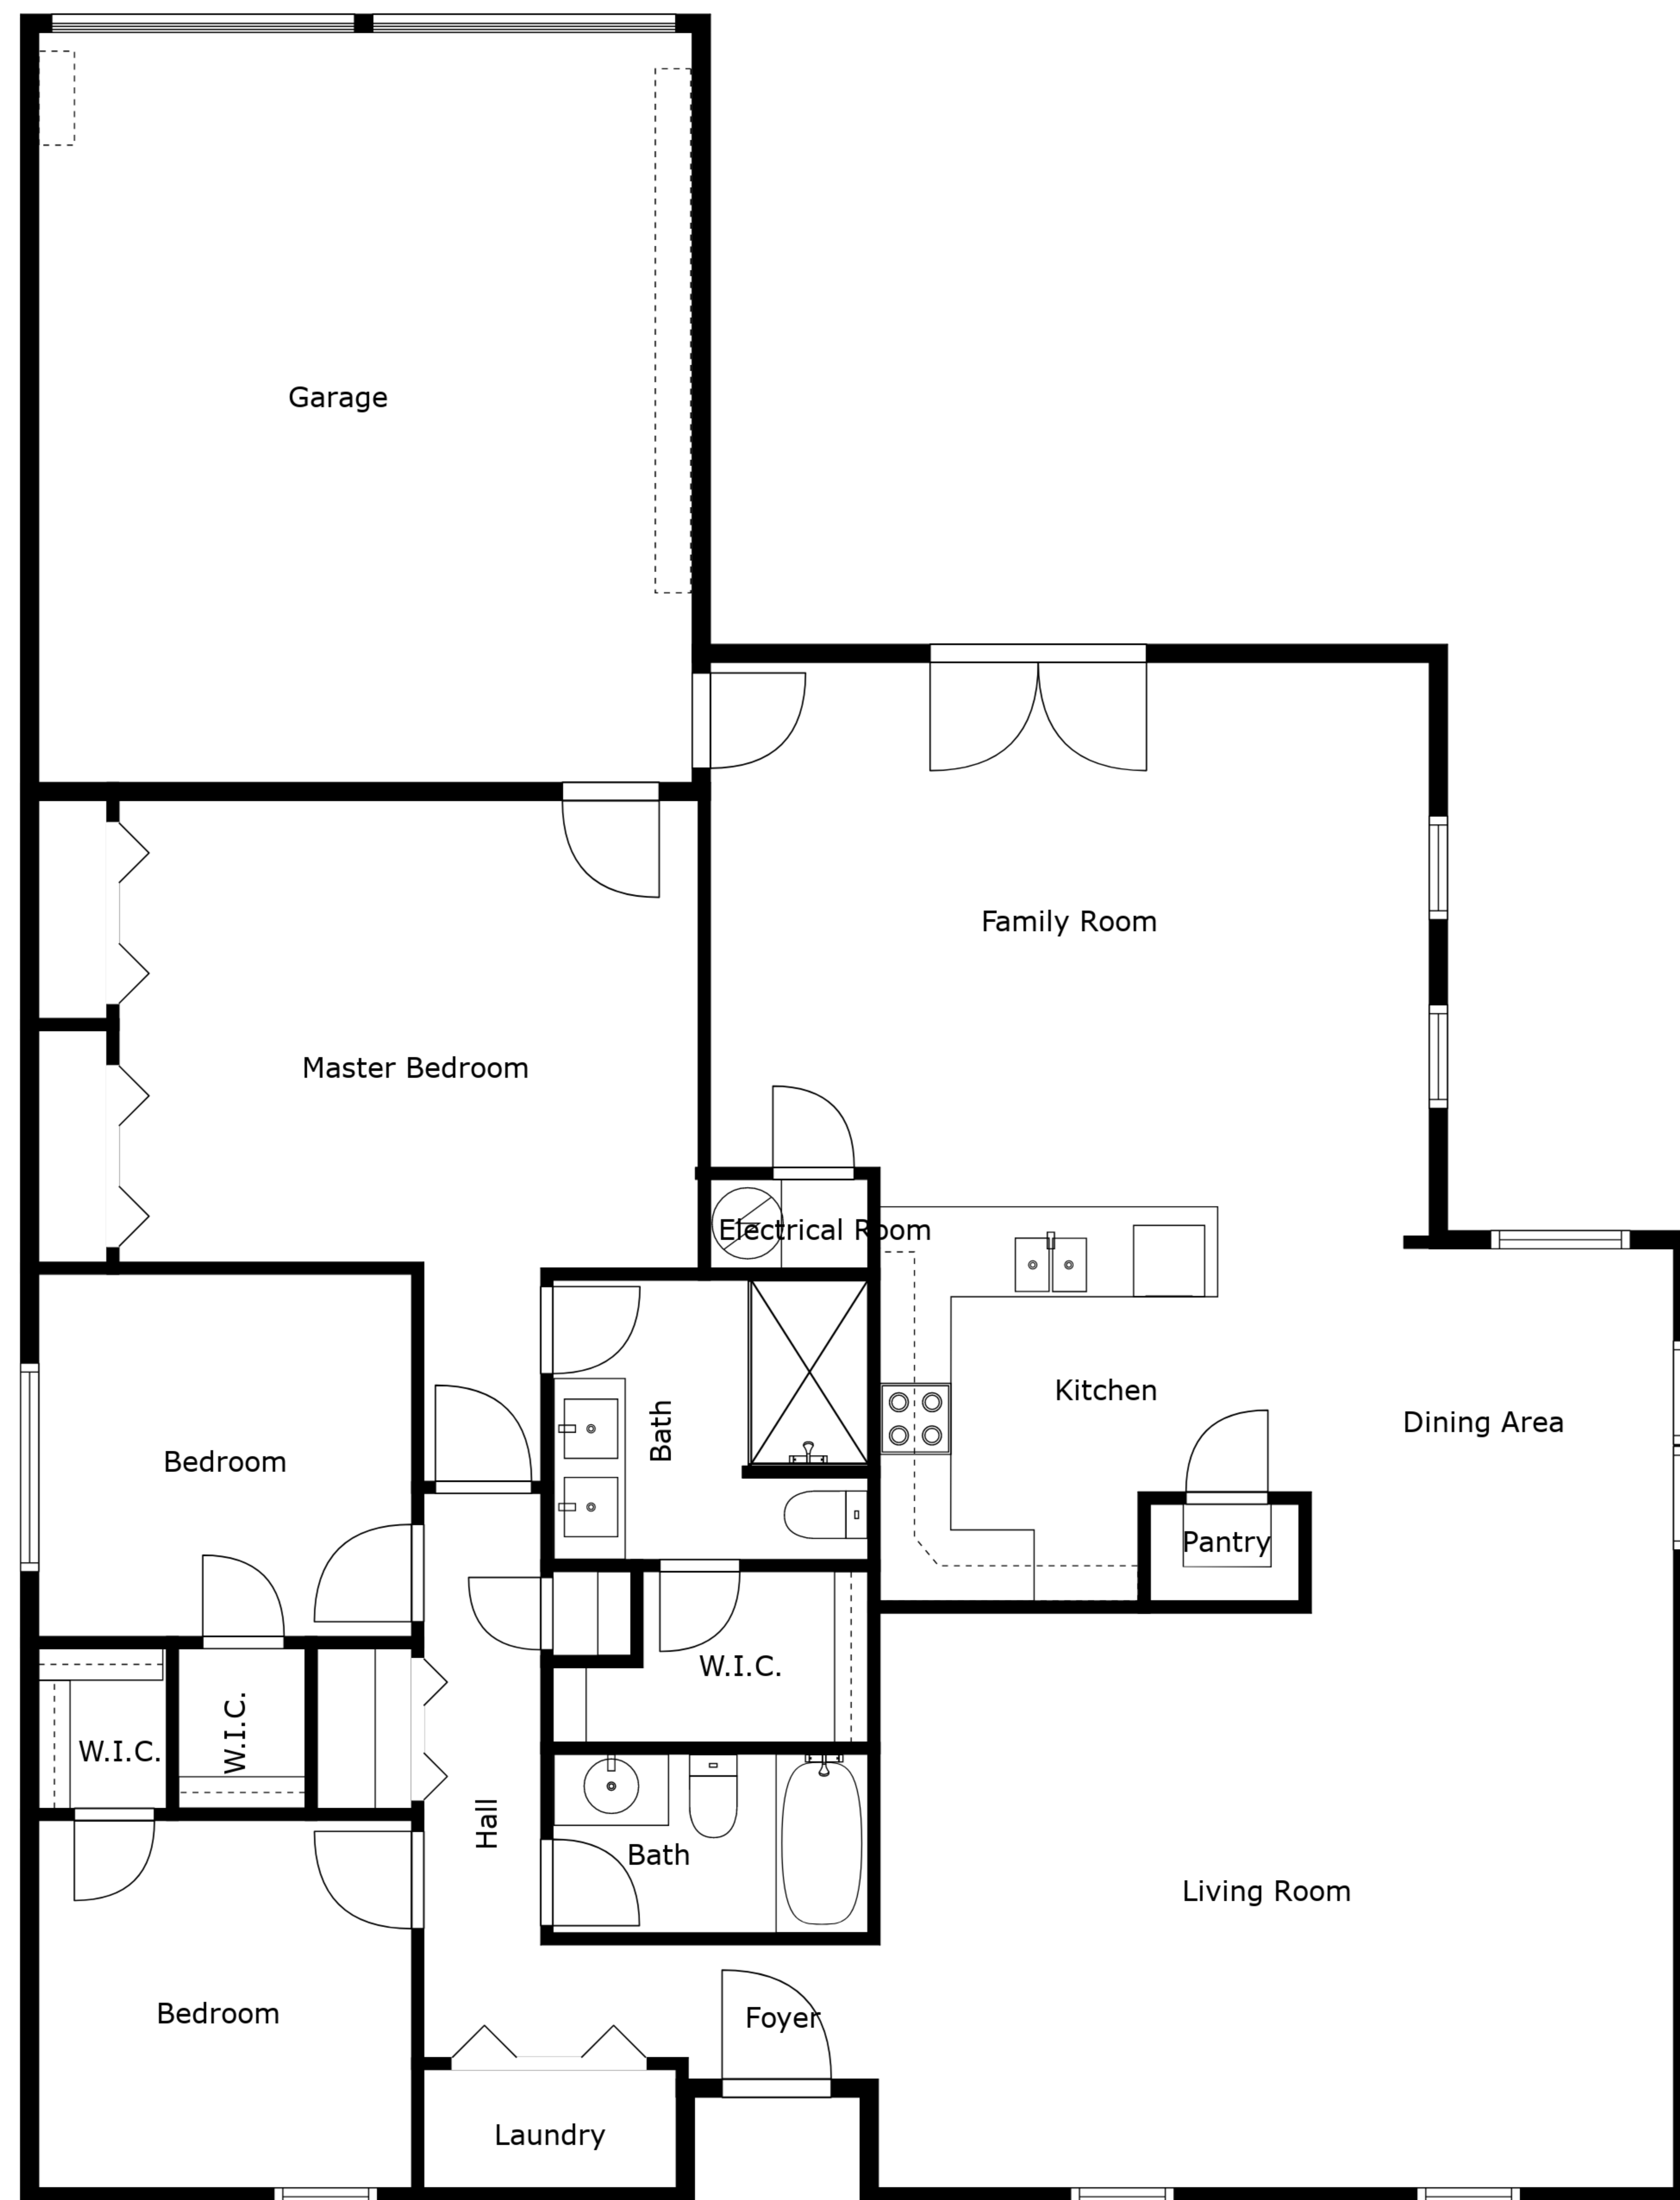 Garage
Family Room
Master Bedroom
Electrical Room
Kitchen
Dining Area
Bath
Bedroom
Pantry
W.I.C.
W.I.C.
W.I.C.
Hall
Bath
Living Room
Bedroom
Foyer
Laundry